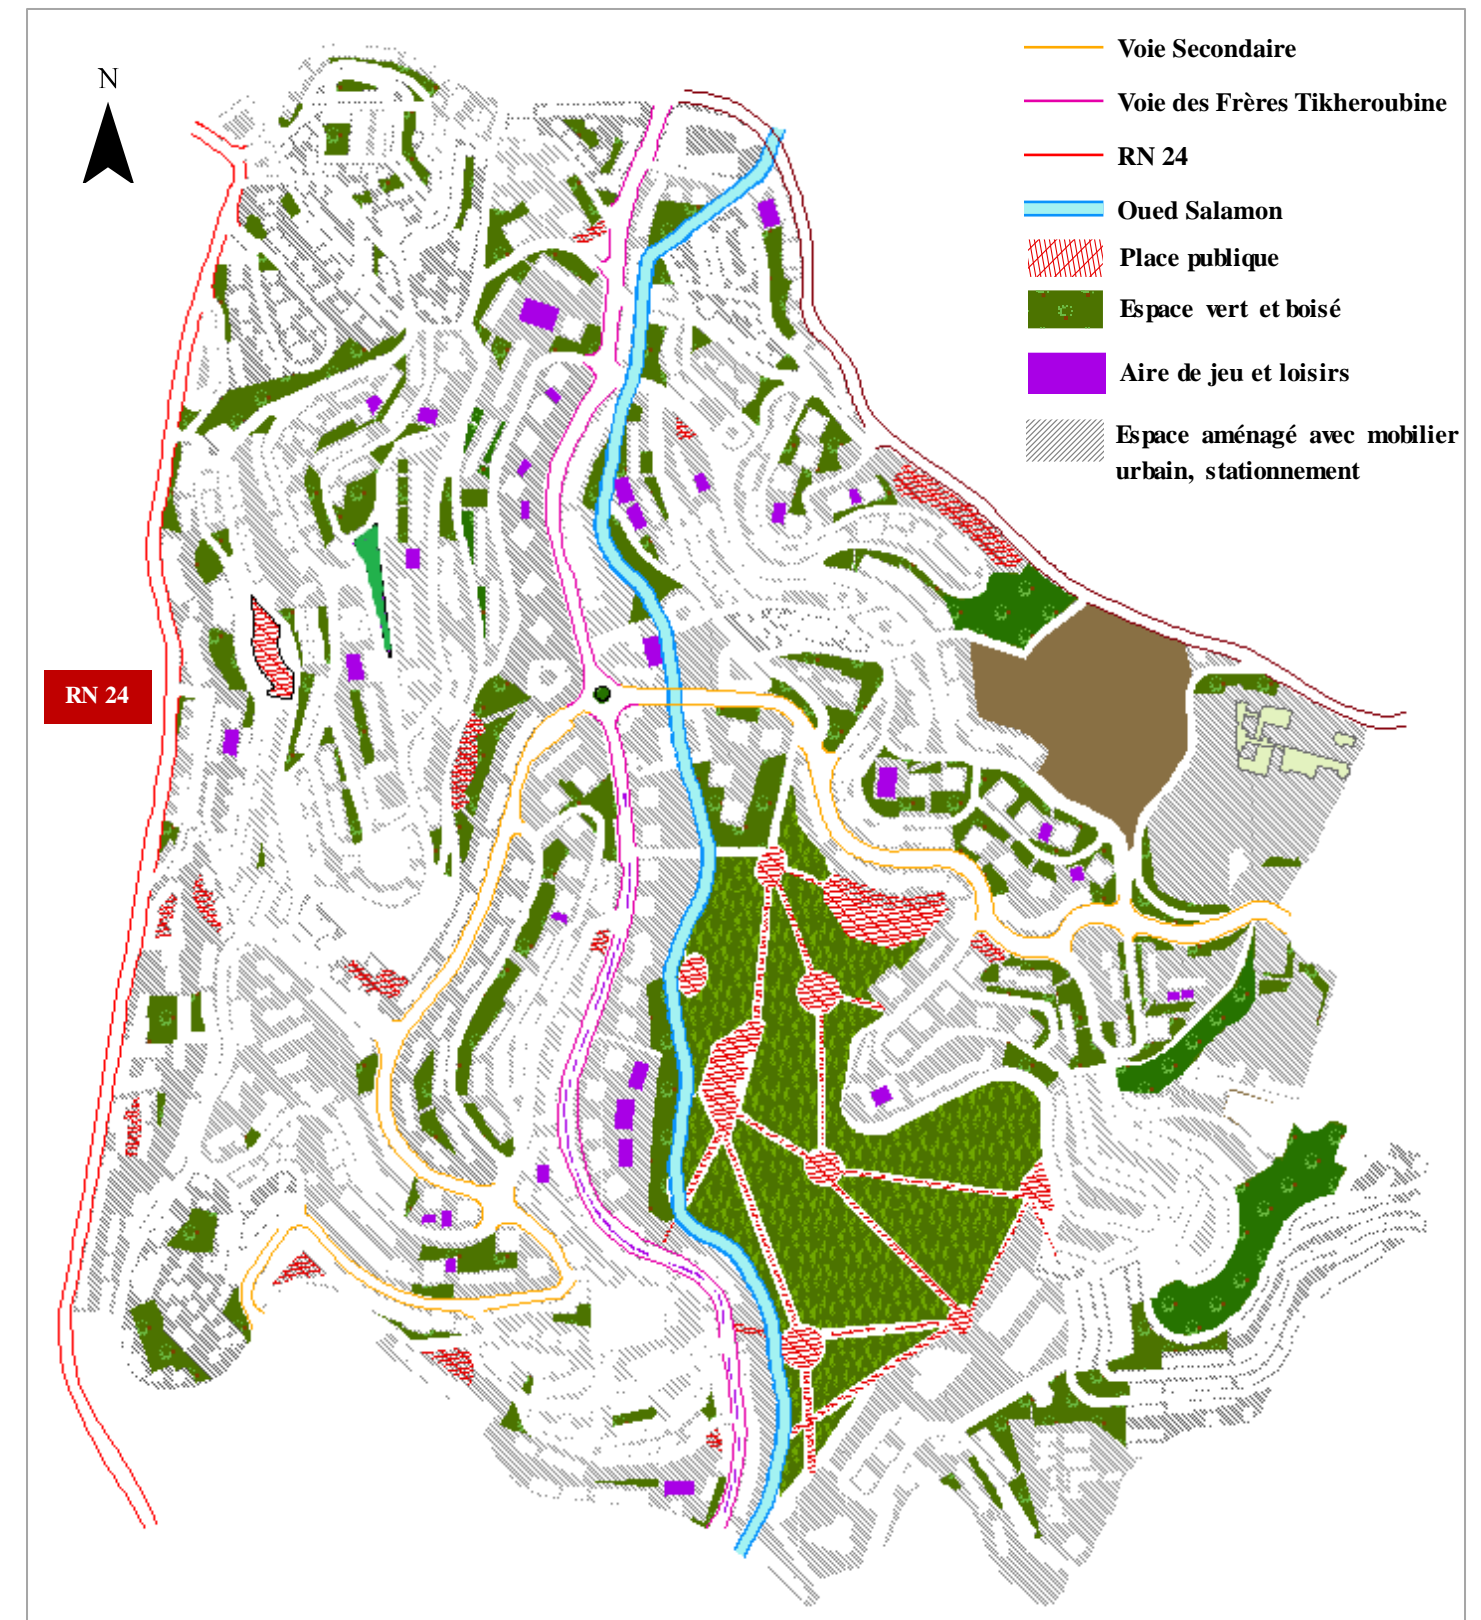 N
Voie Secondaire
Voie des Frères Tikheroubine
RN 24
Oued Salamon
Place publique
Espace vert et boisé
Aire de jeu et loisirs
Espace aménagé avec mobilier
urbain, stationnement
RN 24